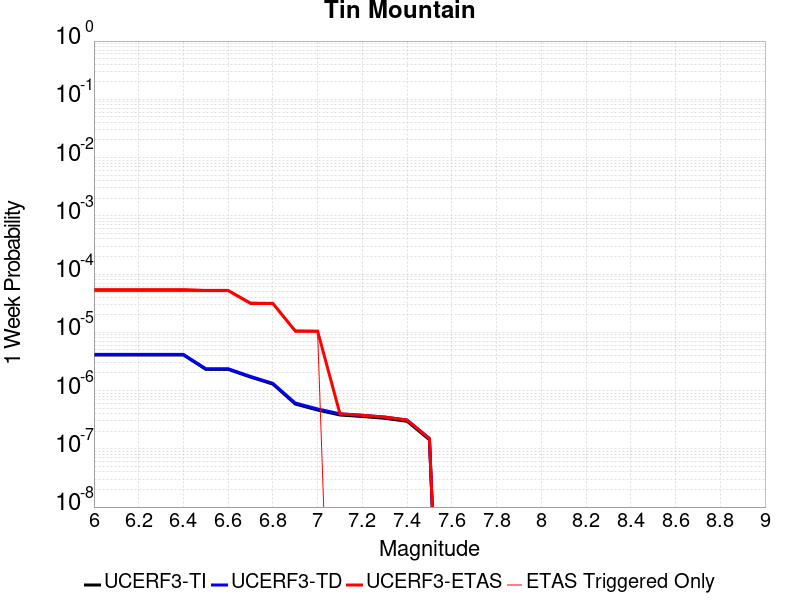 Tin Mountain
10 0
10 -1
10 -2
10 -3
10 -4
10 -5
10 -6
10 -7
10 -8
1 Week Probability
6 6.2 6.4 6.6 6.8 7 7.2 7.4 7.6 7.8 8 8.2 8.4 8.6 8.8 9
Magnitude
UCERF3-TI UCERF3-TD UCERF3-ETAS ETAS Triggered Only